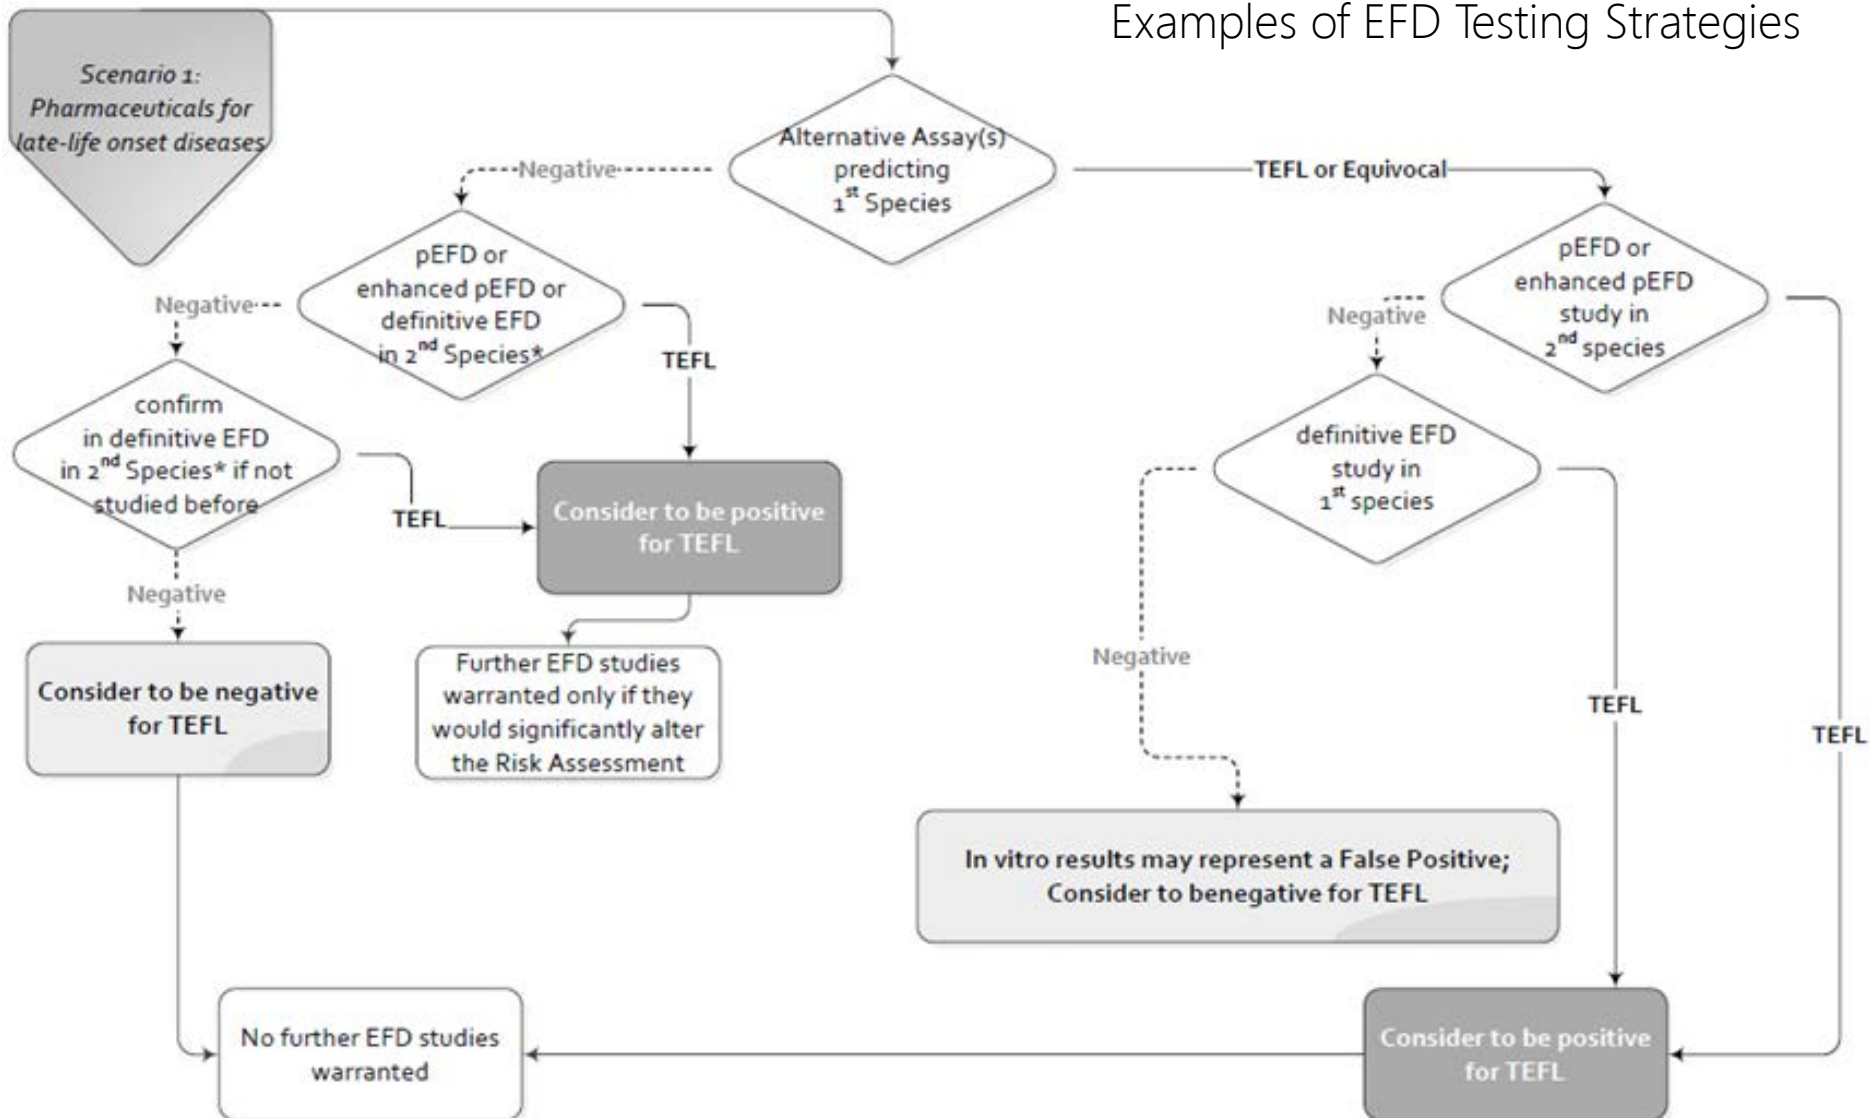 Examples of EFD Testing Strategies
Scenario 1:
Pharmaceuticals for
late-life onset diseases
Alternative Assay(s)
predicting
1st Species
Negative
TEFL or Equivocal
pEFD or
enhanced pEFD or
definitive EFD
in 2nd Species*
pEFD or
enhanced pEFD
study in
2nd species
Negative
TEFL
Negative
confirm
in definitive EFD
in 2nd Species* if not
studied before
TEFL
definitive EFD
study in
1st species
Consider to be positive
for TEFL
Negative
Consider to be negative
for TEFL
Further EFD studies
warranted only if they
would significantly alter
the Risk Assessment
Negative
TEFL
TEFL
In vitro results may represent a False Positive;
Consider to benegative for TEFL
No further EFD studies
warranted
Consider to be positive
for TEFL